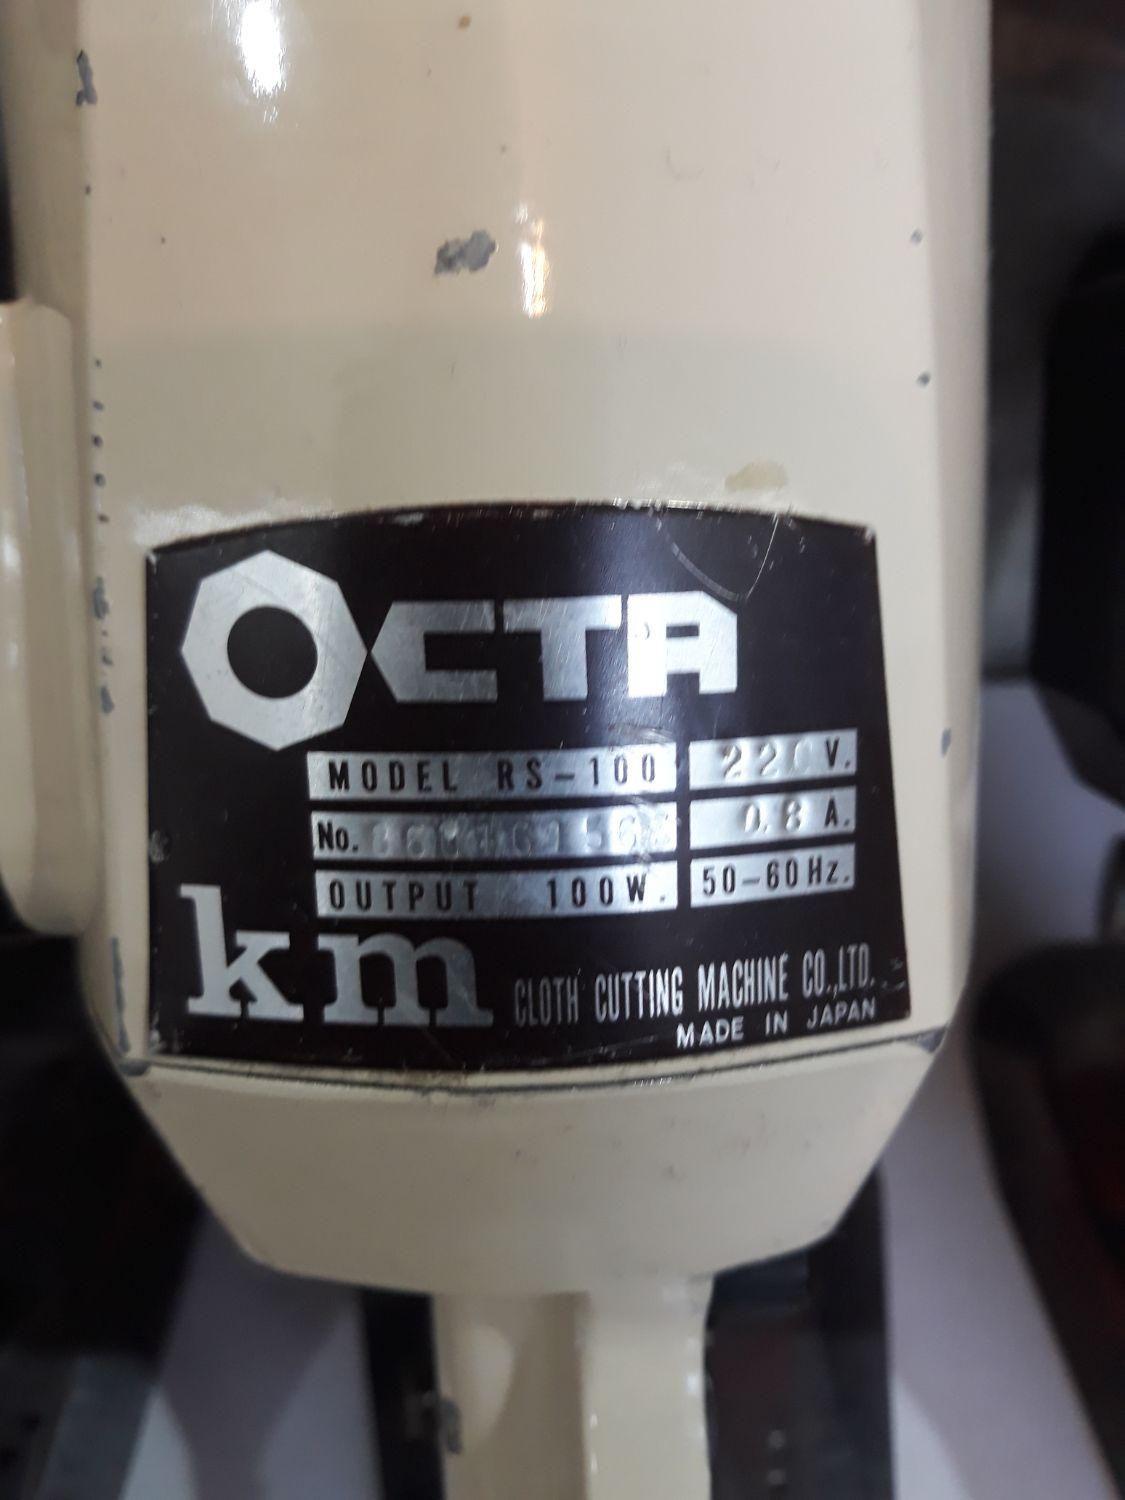 OCTA
MODEL RS-100 220 V.
No. 0.8 A.
OUTPUT 100W. 50-60Hz.
km CLOTH CUTTING MACHINE CO.,LTD.
MADE IN JAPAN